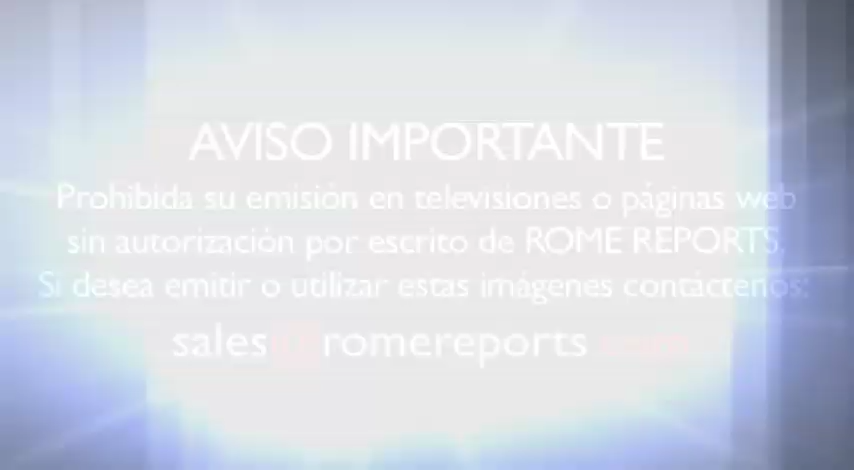 AVISO IMPORTANTE
Prohibida su emisión en televisiones o páginas web
sin autorización por escrito de ROME REPORTS.
Si desea emitir o utilizar estas imágenes contáctenos:
sales@romereports.com